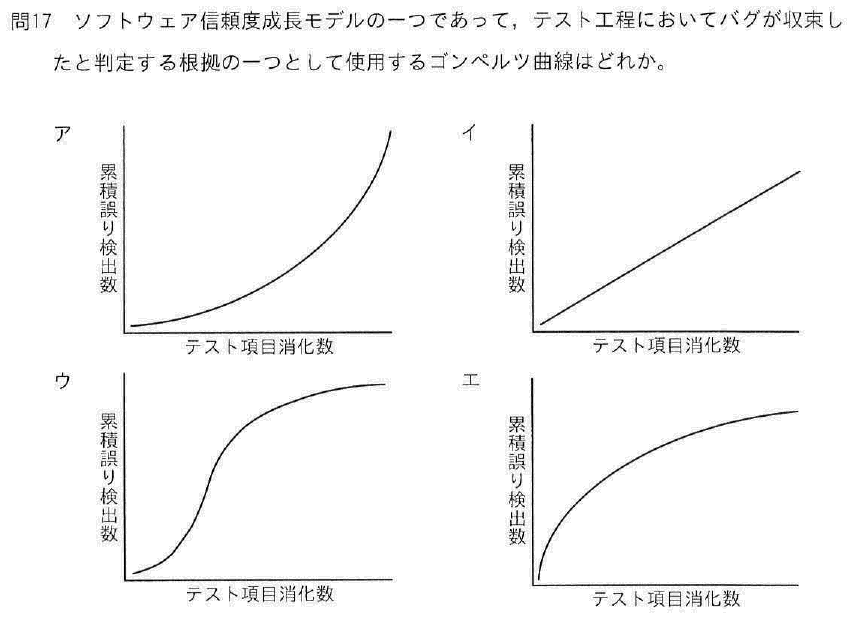 問17 ソフトウェア信頼度成長モデルの一つであって，テスト工程においてバグが収束し
たと判定する根拠の一つとして使用するゴンペルツ曲線はどれか。
ア
累積誤り検出数
テスト項目消化数
イ
累積誤り検出数
テスト項目消化数
ウ
累積誤り検出数
テスト項目消化数
エ
累積誤り検出数
テスト項目消化数